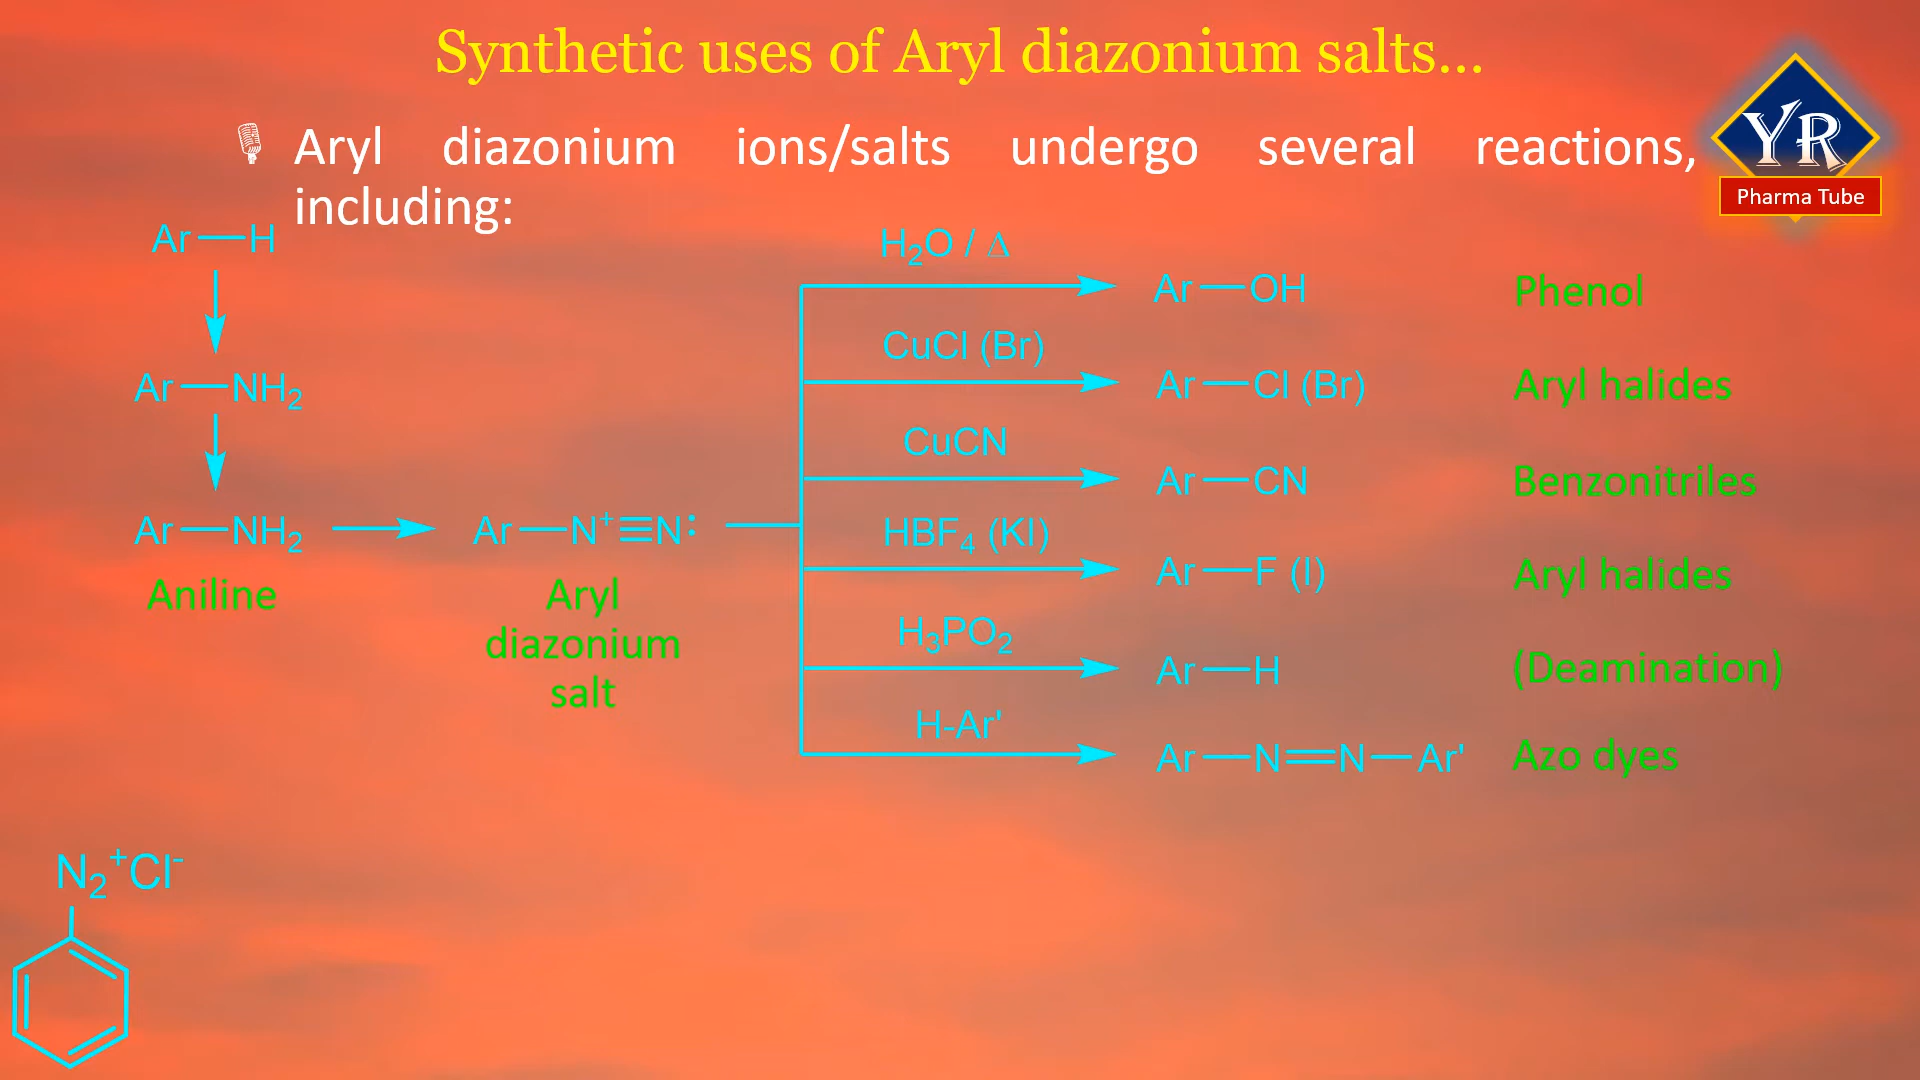 Synthetic uses of Aryl diazonium salts...
YR
Pharma Tube
Aryl diazonium ions/salts undergo several reactions,
including:
Ar—H
Ar—NH₂
Ar—NH₂
Aniline
Ar—N⁺≡N:
Aryl
diazonium
salt
H₂O / Δ
Ar—OH
Phenol
CuCl (Br)
Ar—Cl (Br)
Aryl halides
CuCN
Ar—CN
Benzonitriles
HBF₄ (KI)
Ar—F (I)
Aryl halides
H₃PO₂
Ar—H
(Deamination)
H-Ar'
Ar—N=N—Ar'
Azo dyes
N₂⁺Cl⁻